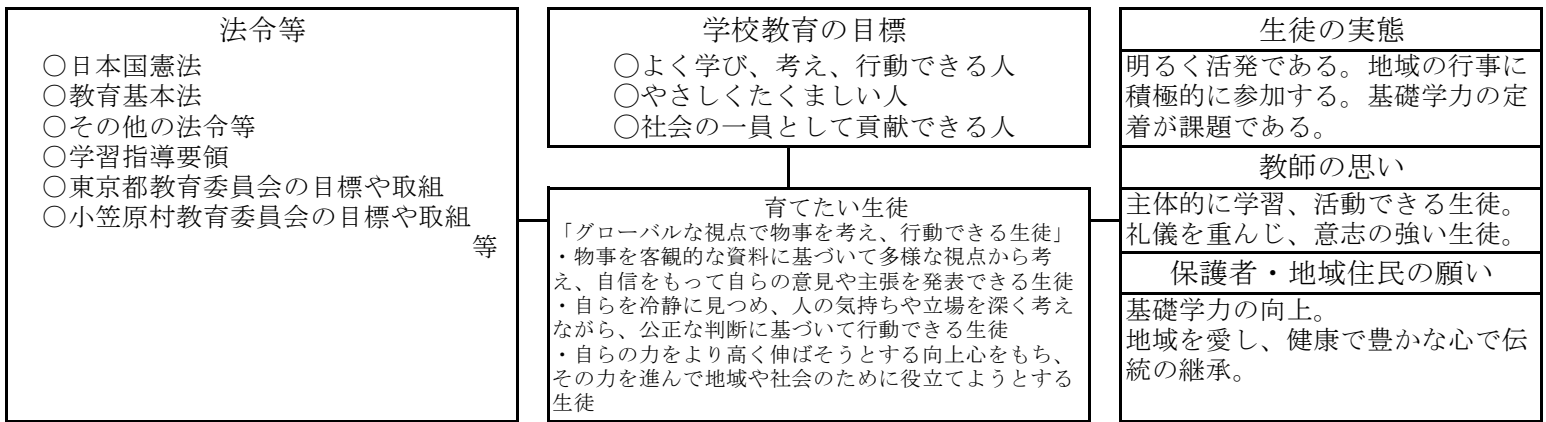 法令等
○日本国憲法
○教育基本法
○その他の法令等
○学習指導要領
○東京都教育委員会の目標や取組
○小笠原村教育委員会の目標や取組
等
学校教育の目標
○よく学び、考え、行動できる人
○やさしくたくましい人
○社会の一員として貢献できる人
育てたい生徒
「グローバルな視点で物事を考え、行動できる生徒」
・物事を客観的な資料に基づいて多様な視点から考
え、自信をもって自らの意見や主張を発表できる生徒
・自らを冷静に見つめ、人の気持ちや立場を深く考え
ながら、公正な判断に基づいて行動できる生徒
・自らの力をより高く伸ばそうとする向上心をもち、
その力を進んで地域や社会のために役立てようとする
生徒
生徒の実態
明るく活発である。地域の行事に
積極的に参加する。基礎学力の定
着が課題である。
教師の思い
主体的に学習、活動できる生徒。
礼儀を重んじ、意志の強い生徒。
保護者・地域住民の願い
基礎学力の向上。
地域を愛し、健康で豊かな心で伝
統の継承。